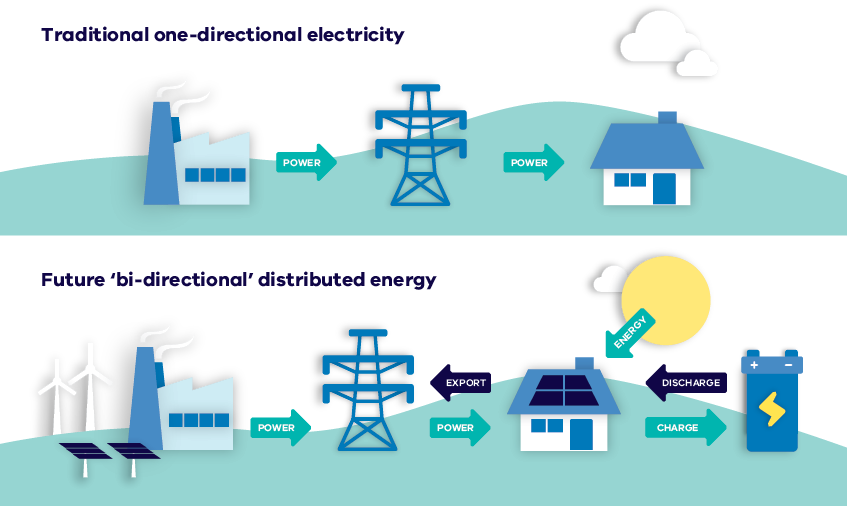 Traditional one-directional electricity
POWER
POWER
Future ‘bi-directional’ distributed energy
ENERGY
EXPORT
DISCHARGE
POWER
POWER
CHARGE
+ −